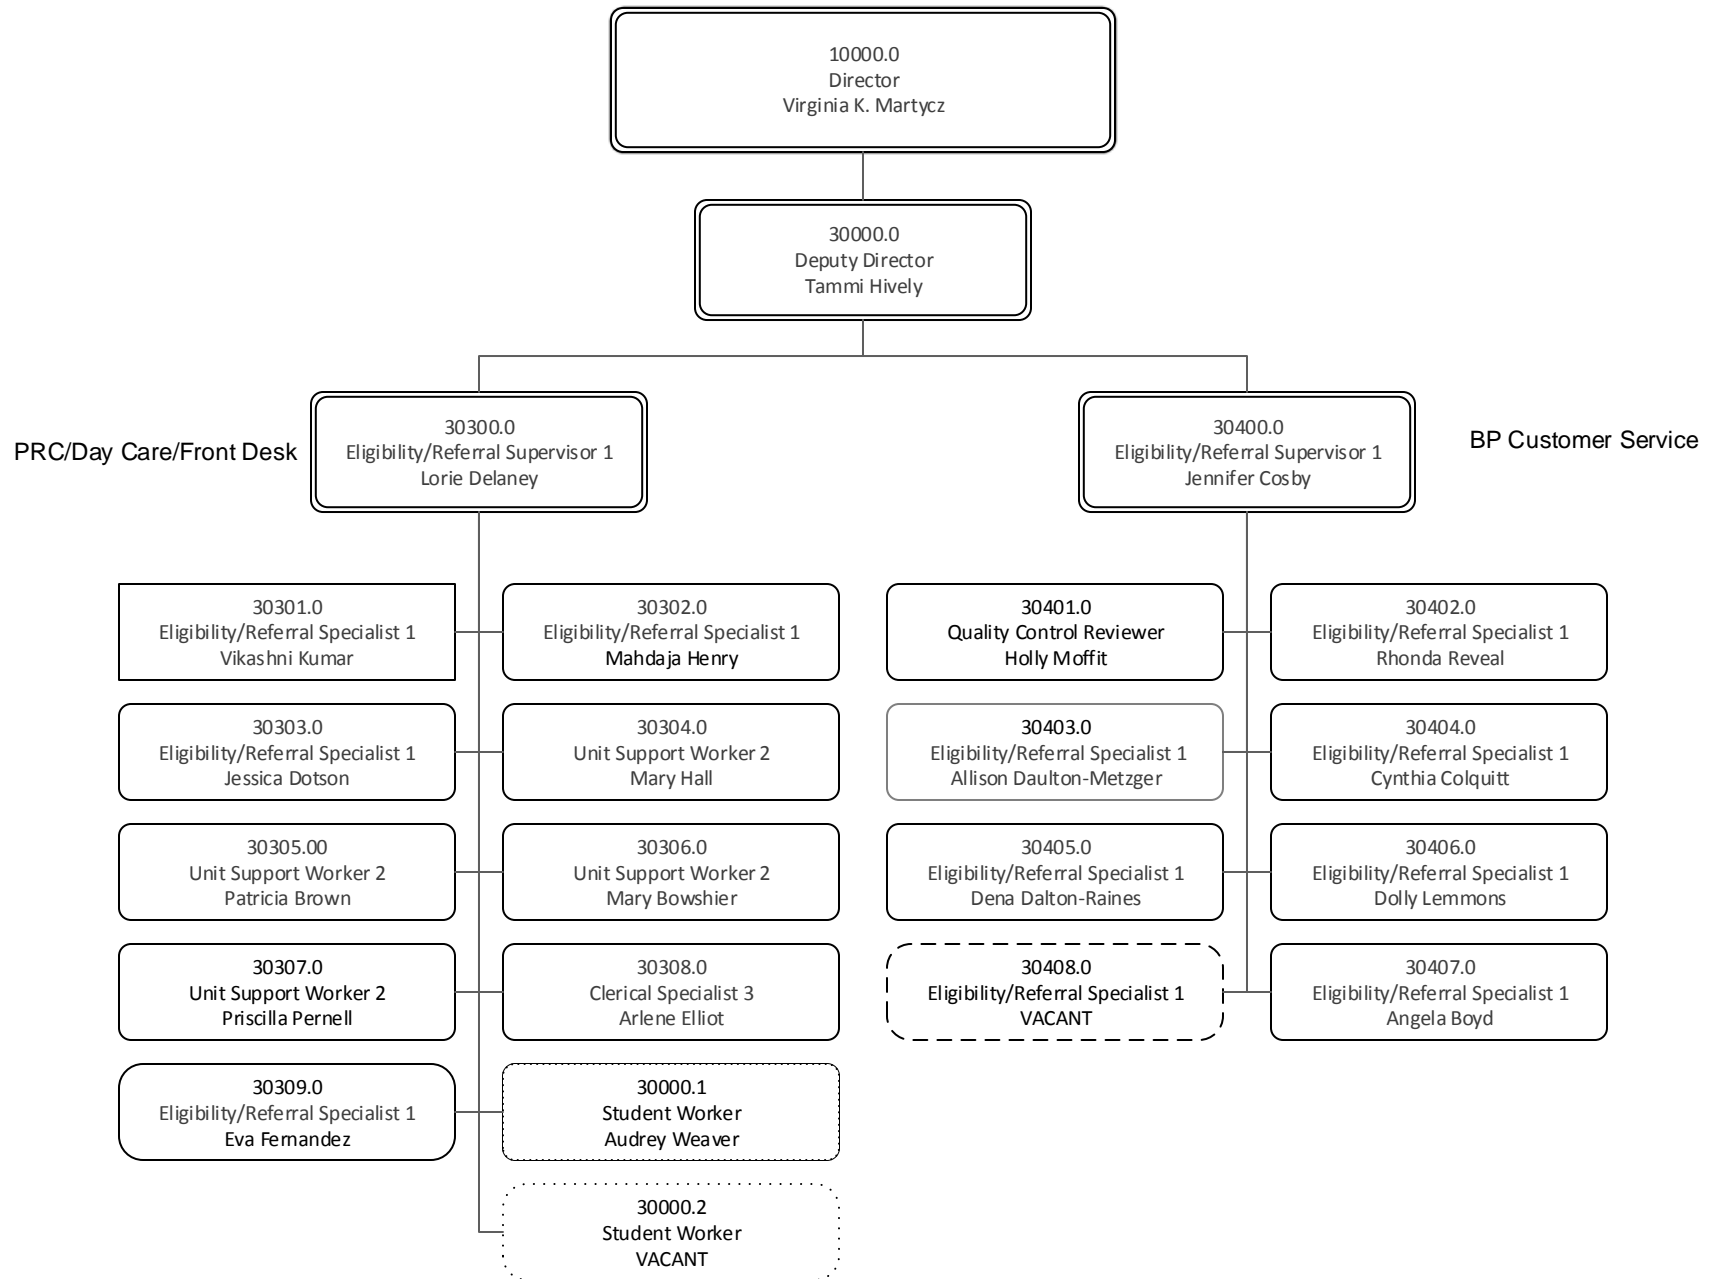 10000.0
Director
Virginia K. Martycz
30000.0
Deputy Director
Tammi Hively
PRC/Day Care/Front Desk
30300.0
Eligibility/Referral Supervisor 1
Lorie Delaney
30400.0
Eligibility/Referral Supervisor 1
Jennifer Cosby
BP Customer Service
30301.0
Eligibility/Referral Specialist 1
Vikashni Kumar
30302.0
Eligibility/Referral Specialist 1
Mahdaja Henry
30401.0
Quality Control Reviewer
Holly Moffit
30402.0
Eligibility/Referral Specialist 1
Rhonda Reveal
30303.0
Eligibility/Referral Specialist 1
Jessica Dotson
30304.0
Unit Support Worker 2
Mary Hall
30403.0
Eligibility/Referral Specialist 1
Allison Daulton-Metzger
30404.0
Eligibility/Referral Specialist 1
Cynthia Colquitt
30305.00
Unit Support Worker 2
Patricia Brown
30306.0
Unit Support Worker 2
Mary Bowshier
30405.0
Eligibility/Referral Specialist 1
Dena Dalton-Raines
30406.0
Eligibility/Referral Specialist 1
Dolly Lemmons
30307.0
Unit Support Worker 2
Priscilla Pernell
30308.0
Clerical Specialist 3
Arlene Elliot
30408.0
Eligibility/Referral Specialist 1
VACANT
30407.0
Eligibility/Referral Specialist 1
Angela Boyd
30309.0
Eligibility/Referral Specialist 1
Eva Fernandez
30000.1
Student Worker
Audrey Weaver
30000.2
Student Worker
VACANT